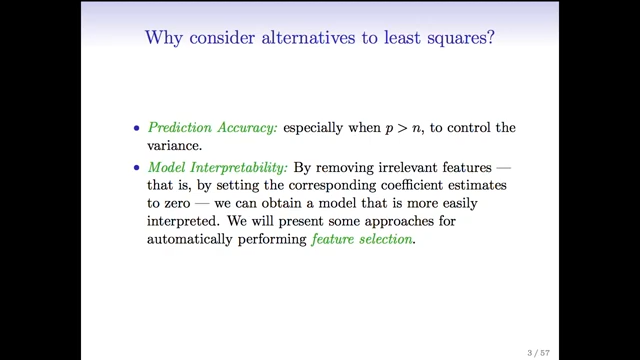 Why consider alternatives to least squares?
• Prediction Accuracy: especially when p > n, to control the
variance.
• Model Interpretability: By removing irrelevant features —
that is, by setting the corresponding coefficient estimates
to zero — we can obtain a model that is more easily
interpreted. We will present some approaches for
automatically performing feature selection.
3 / 57